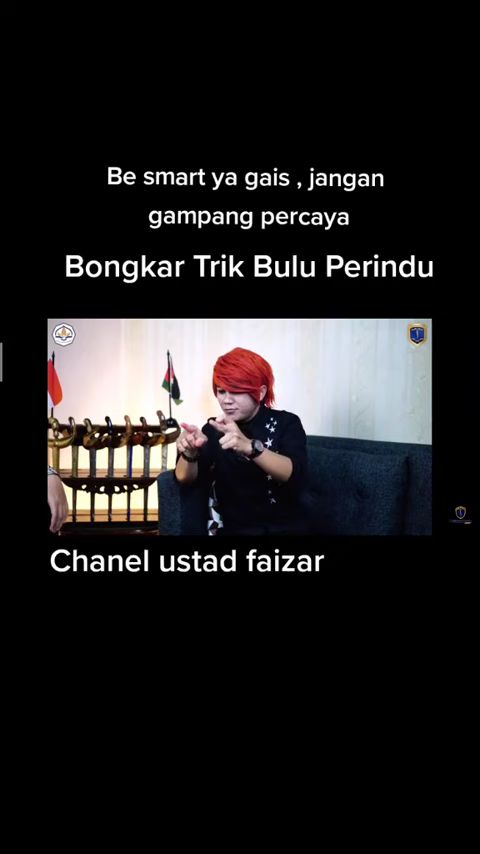 Be smart ya gais , jangan
gampang percaya
Bongkar Trik Bulu Perindu
Chanel ustad faizar